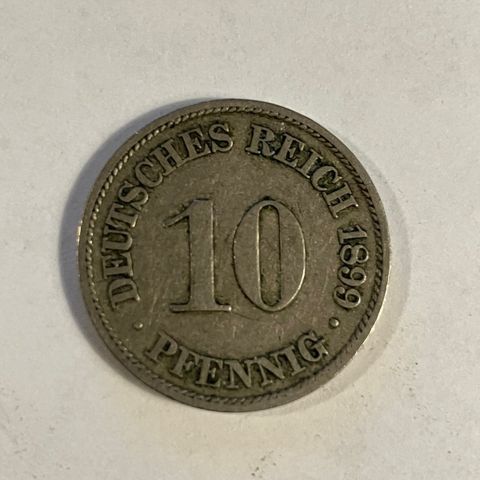 DEUTSCHES REICH 1899
10
· PFENNIG ·